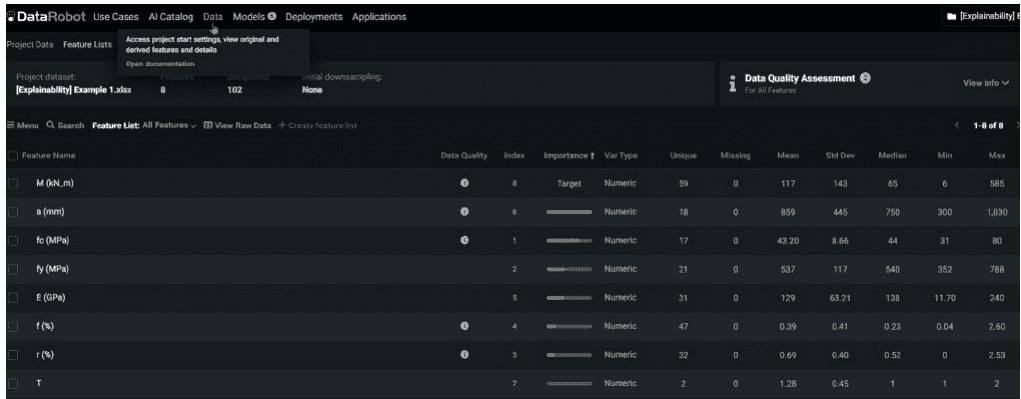 DataRobot Use Cases AI Catalog Data Models Deployments Applications [Explainability] E
Project Data Feature Lists
Access project start settings, view original and
derived features and details
Open documentation
Project dataset: Features Datapoints Initial downsampling:
[Explainability] Example 1.xlsx 8 102 None
Data Quality Assessment
For All Features
View info
Menu Search Feature List: All Features View Raw Data + Create feature list < 1-8 of 8 >
Feature Name Data Quality Index Importance Var Type Unique Missing Mean Std Dev Median Min Max
M (kN_m) 8 Target Numeric 59 0 117 143 65 6 585
a (mm) 6 Numeric 18 0 859 445 750 300 1,830
fc (MPa) 1 Numeric 17 0 43.20 8.66 44 31 80
fy (MPa) 2 Numeric 21 0 537 117 540 352 788
E (GPa) 5 Numeric 31 0 129 63.21 138 11.70 240
f (%) 4 Numeric 47 0 0.39 0.41 0.23 0.04 2.60
r (%) 3 Numeric 32 0 0.69 0.40 0.52 0 2.53
T 7 Numeric 2 0 1.28 0.45 1 1 2